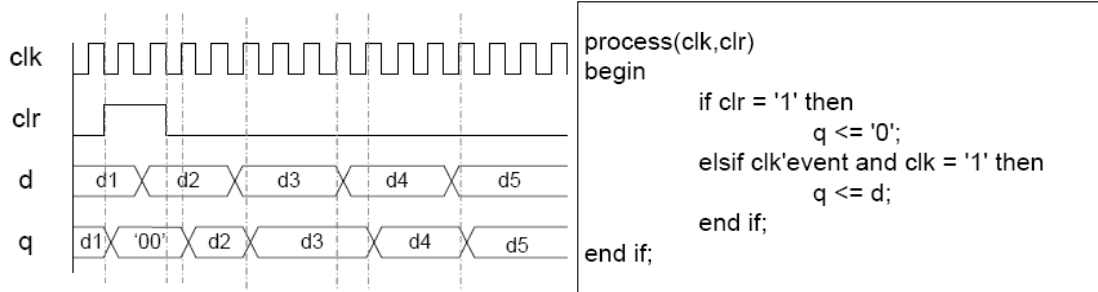 clk
clr
d d1 d2 d3 d4 d5
q d1 '00' d2 d3 d4 d5
process(clk,clr)
begin
if clr = '1' then
q <= '0';
elsif clk'event and clk = '1' then
q <= d;
end if;
end if;